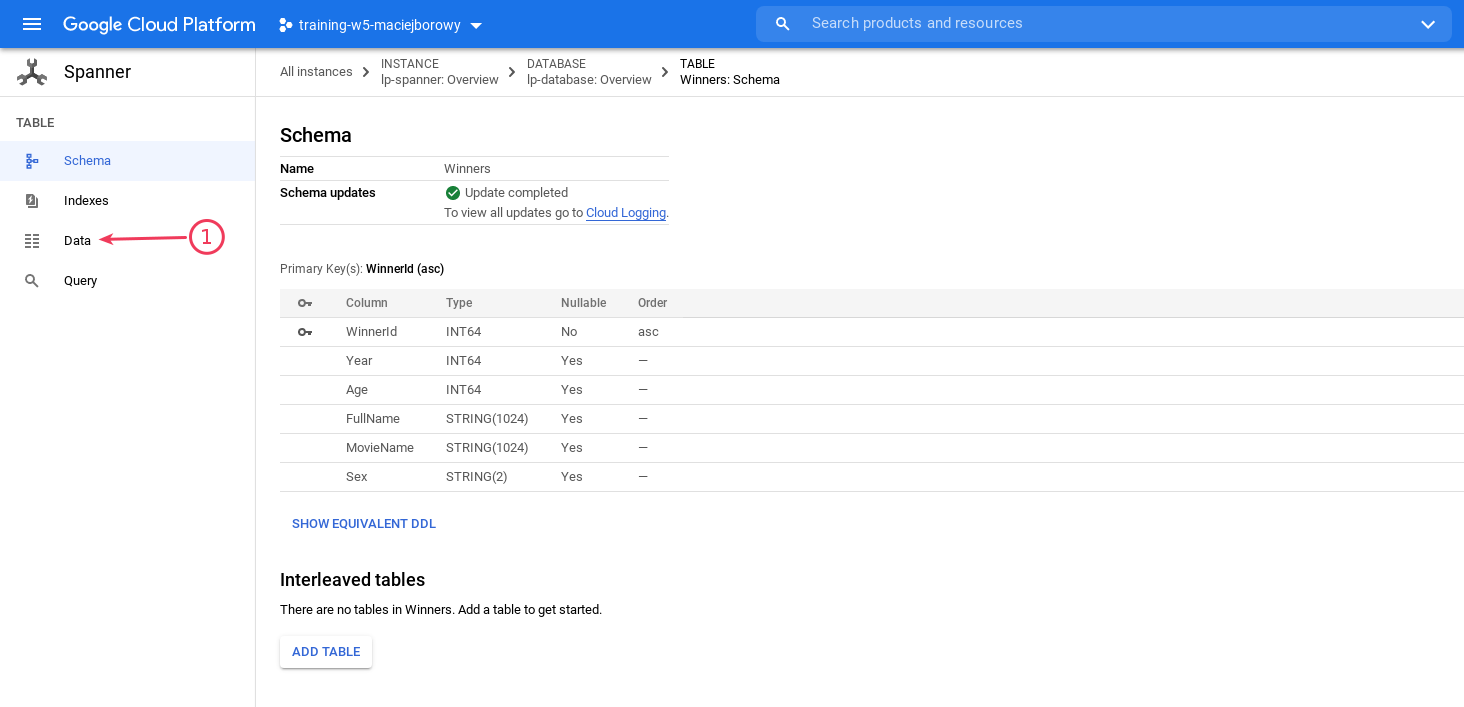 Google Cloud Platform
training-w5-maciejborowy
Search products and resources
Spanner
All instances
INSTANCE
lp-spanner: Overview
DATABASE
lp-database: Overview
TABLE
Winners: Schema
TABLE
Schema
Indexes
Data
1
Query
Schema
Name Winners
Schema updates Update completed
To view all updates go to Cloud Logging.
Primary Key(s): WinnerId (asc)
Column Type Nullable Order
WinnerId INT64 No asc
Year INT64 Yes —
Age INT64 Yes —
FullName STRING(1024) Yes —
MovieName STRING(1024) Yes —
Sex STRING(2) Yes —
SHOW EQUIVALENT DDL
Interleaved tables
There are no tables in Winners. Add a table to get started.
ADD TABLE